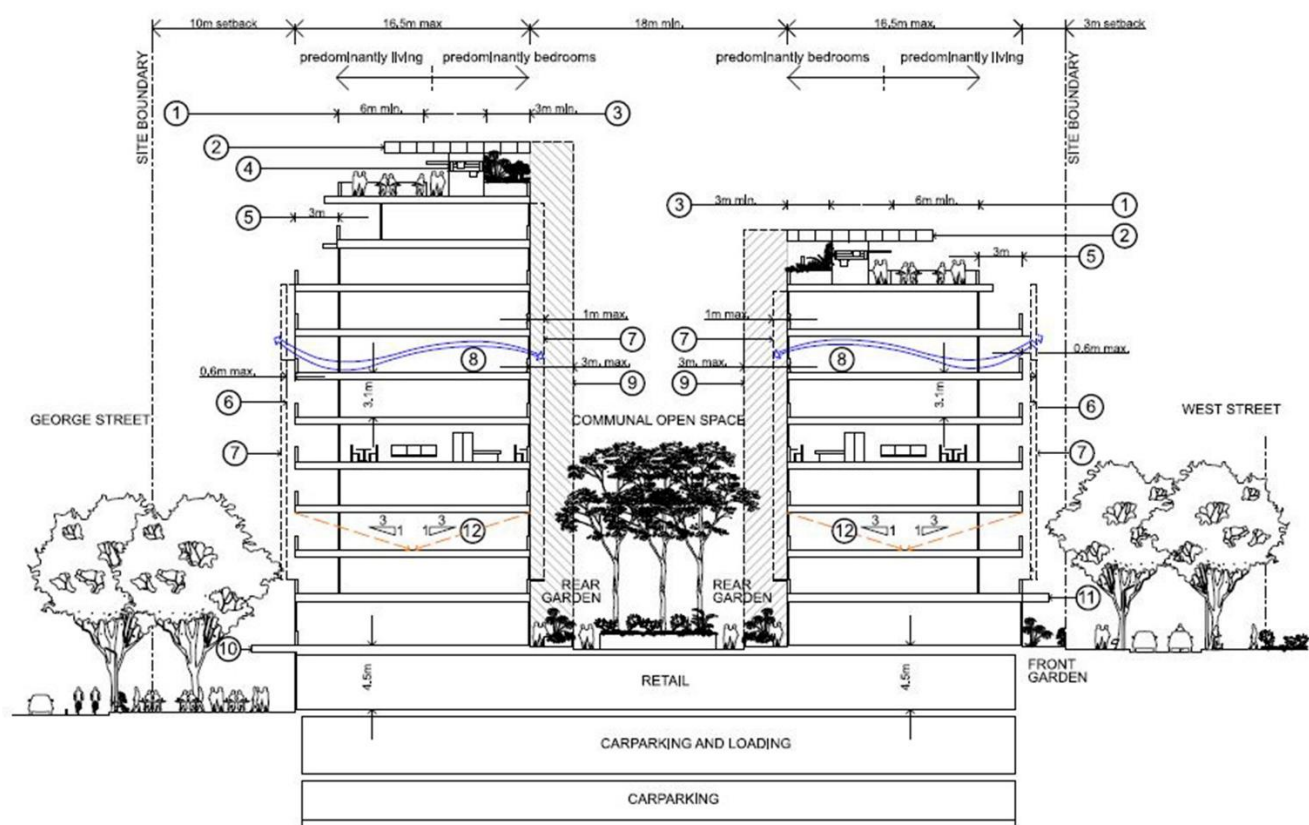 10m setback
16.5m max
18m min.
16.5m max
3m setback
SITE BOUNDARY
SITE BOUNDARY
predominantly living
predominantly bedrooms
predominantly bedrooms
predominantly living
1
6m min.
3m min.
3
2
4
3
3m min.
6m min.
1
5
3m
2
3m
5
1m max.
7
1m max.
7
8
8
0.6m max.
3m. max
3m. max
0.6m max.
9
9
3.1m
3.1m
6
6
GEORGE STREET
COMMUNAL OPEN SPACE
WEST STREET
7
7
3
1
1
3
12
12
3
1
1
3
REAR
GARDEN
REAR
GARDEN
11
10
4.5m
RETAIL
4.5m
FRONT
GARDEN
CARPARKING AND LOADING
CARPARKING